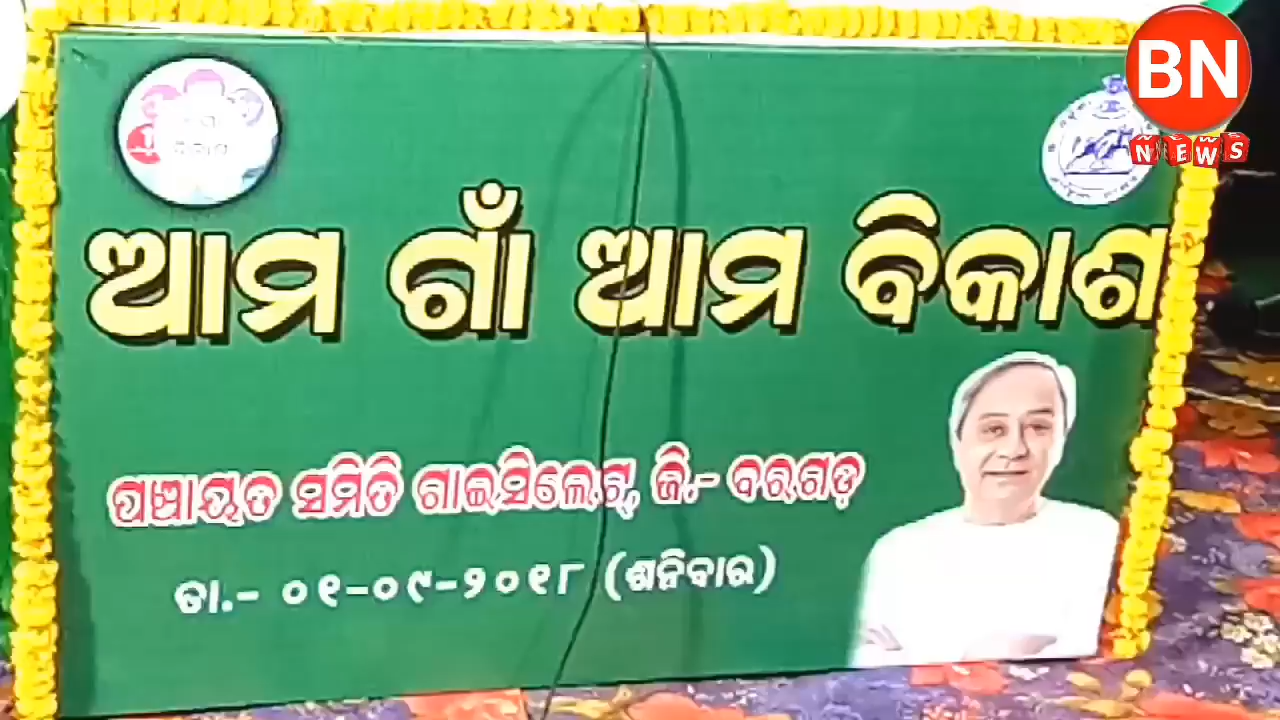 BN
NEWS
ଆମ ଗାଁ ଆମ ବିକାଶ
ପଞ୍ଚାୟତ ସମିତି ଗାଇସିଲେଟ୍, ଜି.- ବରଗଡ଼
ତା.- ୦୧-୦୯-୨୦୧୮ (ଶନିବାର)